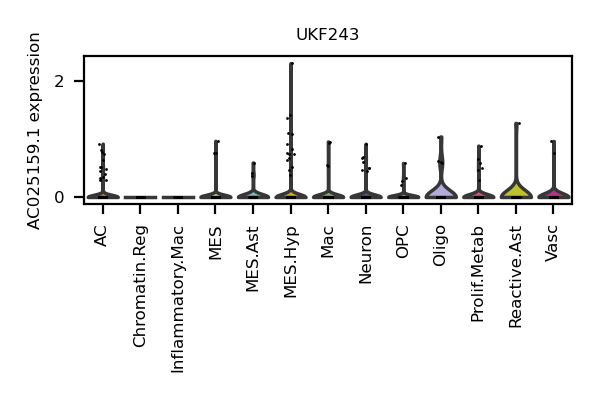 UKF243
AC025159.1 expression
2
0
AC
Chromatin.Reg
Inflammatory.Mac
MES
MES.Ast
MES.Hyp
Mac
Neuron
OPC
Oligo
Prolif.Metab
Reactive.Ast
Vasc